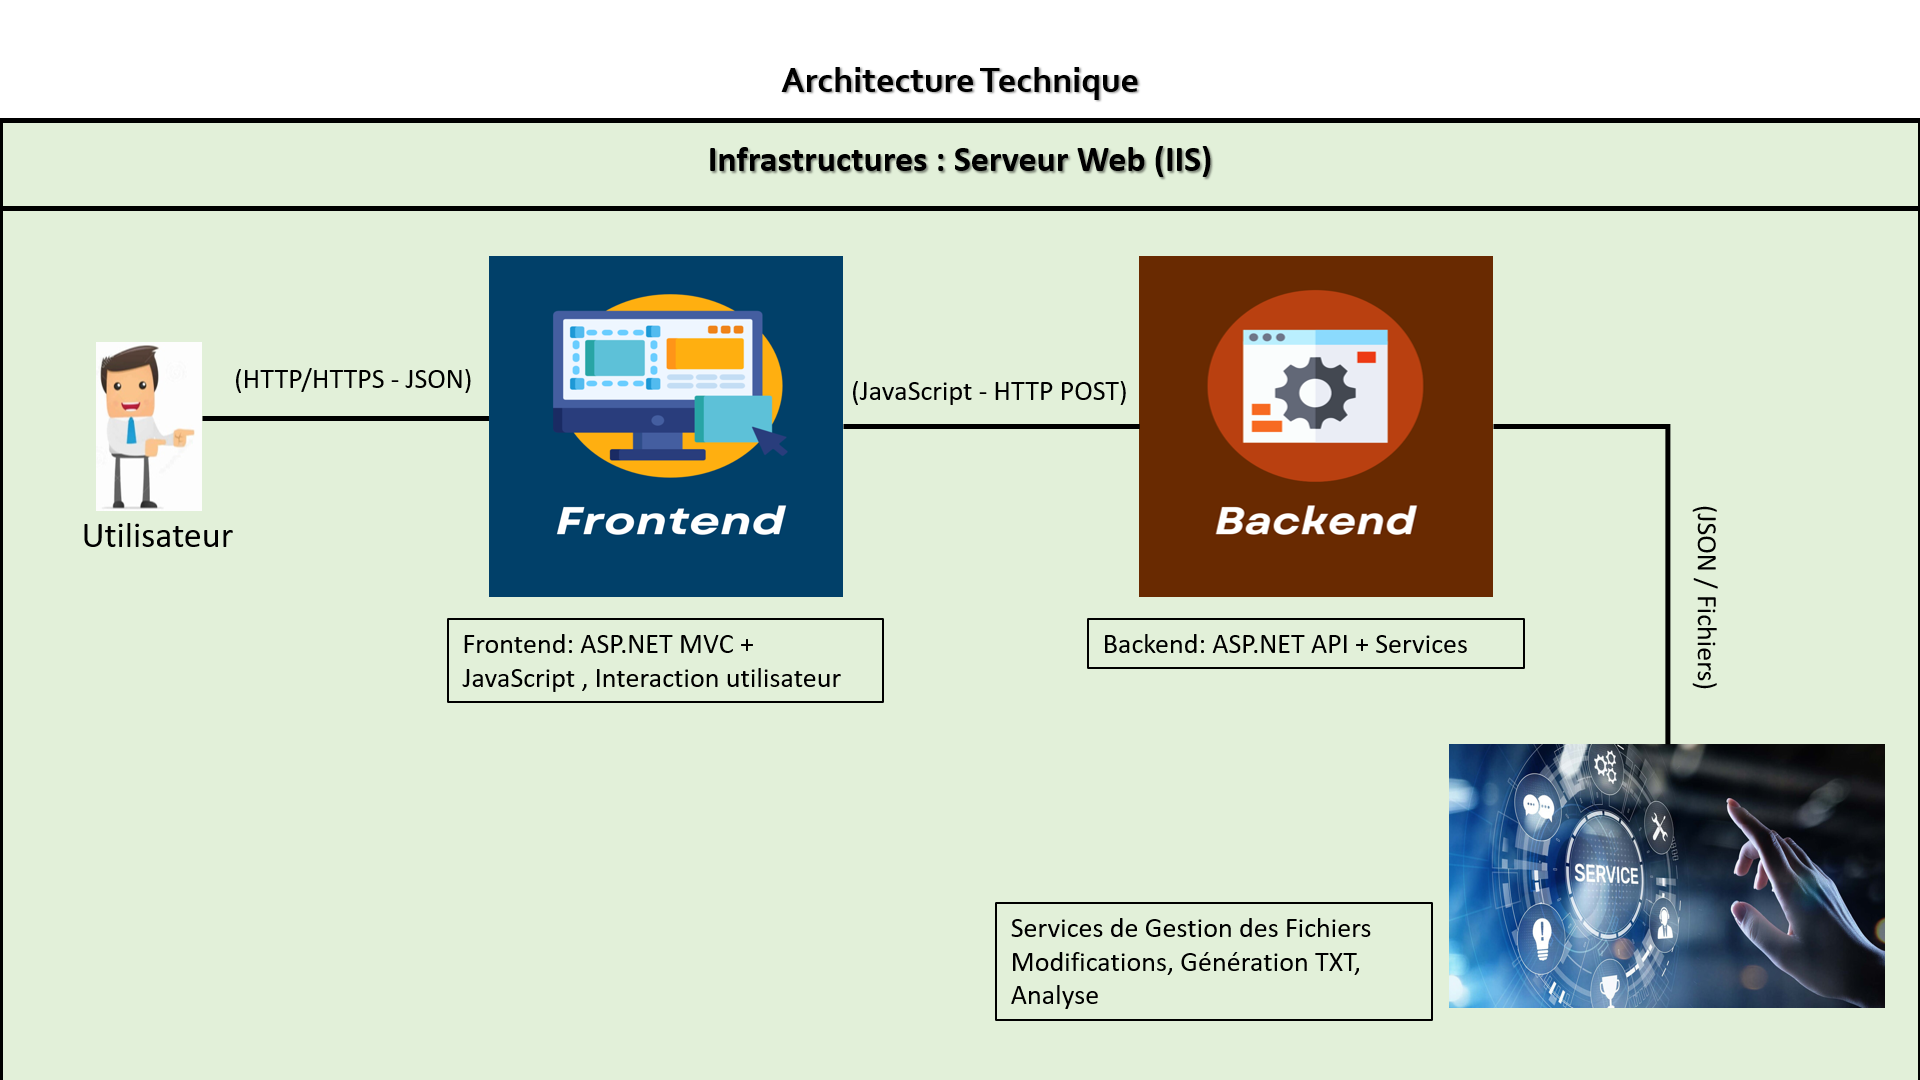 Architecture Technique
Infrastructures : Serveur Web (IIS)
(HTTP/HTTPS - JSON)
Utilisateur
Frontend
(JavaScript - HTTP POST)
Backend
(JSON / Fichiers)
Frontend: ASP.NET MVC +
JavaScript , Interaction utilisateur
Backend: ASP.NET API + Services
SERVICE
Services de Gestion des Fichiers
Modifications, Génération TXT,
Analyse